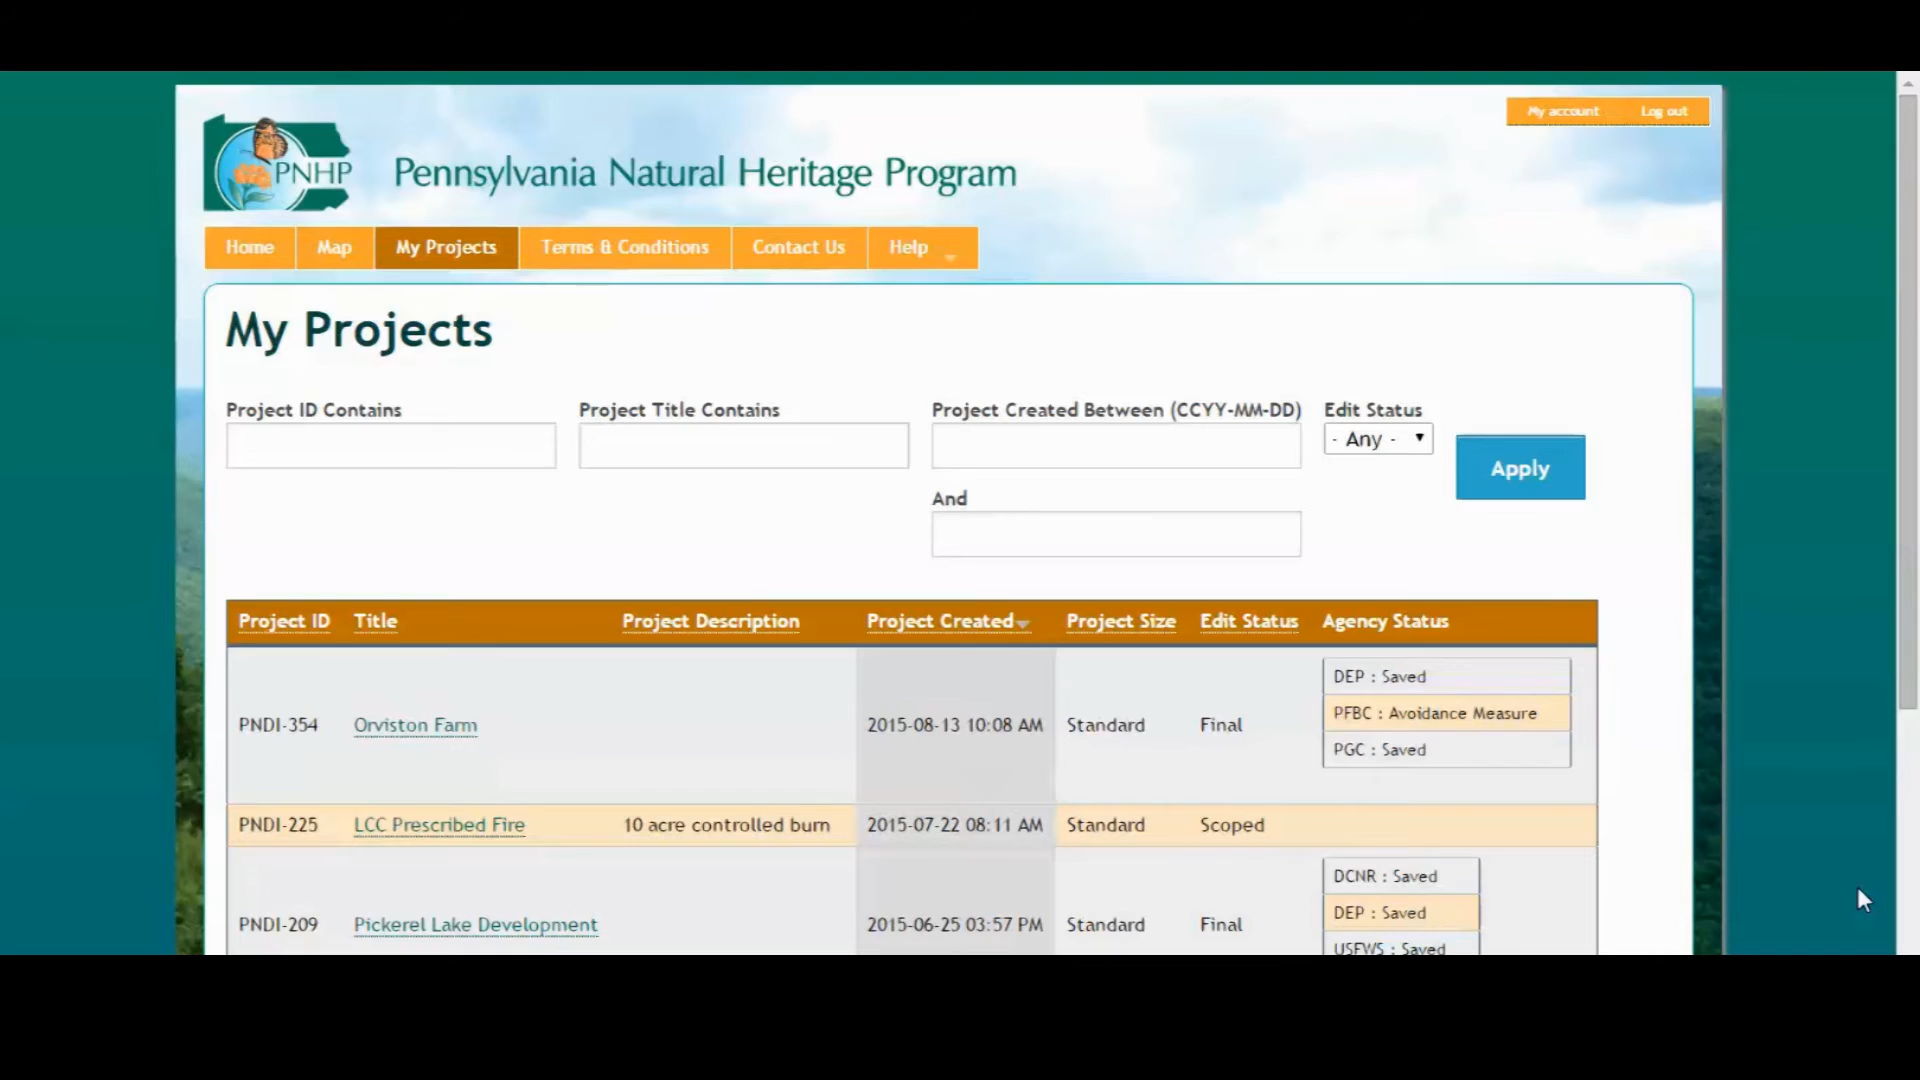 My account Log out
PNHP Pennsylvania Natural Heritage Program
Home Map My Projects Terms & Conditions Contact Us Help
My Projects
Project ID Contains Project Title Contains Project Created Between (CCYY-MM-DD) Edit Status
- Any -
Apply
And
Project ID Title Project Description Project Created Project Size Edit Status Agency Status
DEP : Saved
PNDI-354 Orviston Farm 2015-08-13 10:08 AM Standard Final PFBC : Avoidance Measure
PGC : Saved
PNDI-225 LCC Prescribed Fire 10 acre controlled burn 2015-07-22 08:11 AM Standard Scoped
DCNR : Saved
PNDI-209 Pickerel Lake Development 2015-06-25 03:57 PM Standard Final DEP : Saved
USFWS : Saved